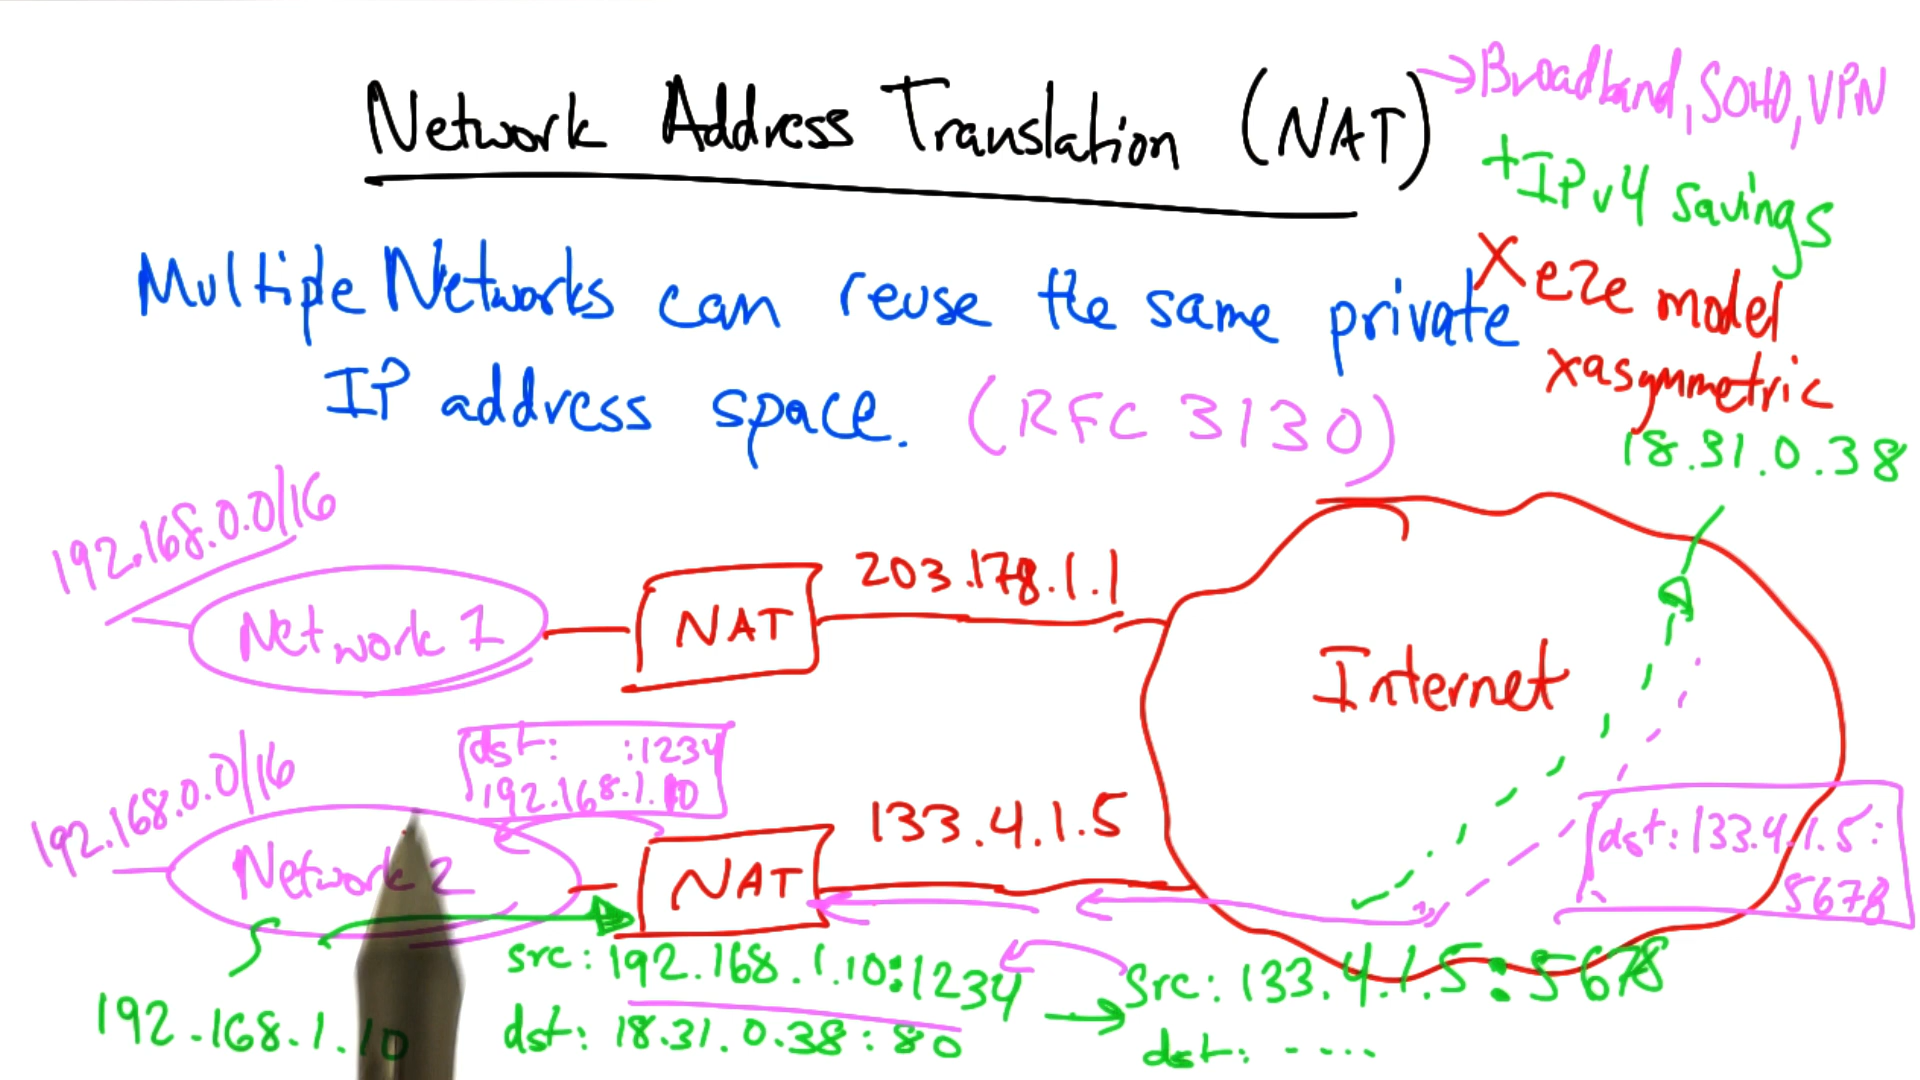 Network Address Translation (NAT)
→Broadband, SOHO, VPN
+IPv4 savings
X e2e model
X asymmetric
Multiple Networks can reuse the same private
IP address space. (RFC 3130)
18.31.0.38
192.168.0.0/16
Network 1
NAT
203.178.1.1
Internet
192.168.0.0/16
dst: :1234
192.168.1.10
Network 2
NAT
133.4.1.5
dst: 133.4.1.5:
5678
192.168.1.10
src: 192.168.1.10:1234
dst: 18.31.0.38:80
→
Src: 133.4.1.5:5678
dst: -----